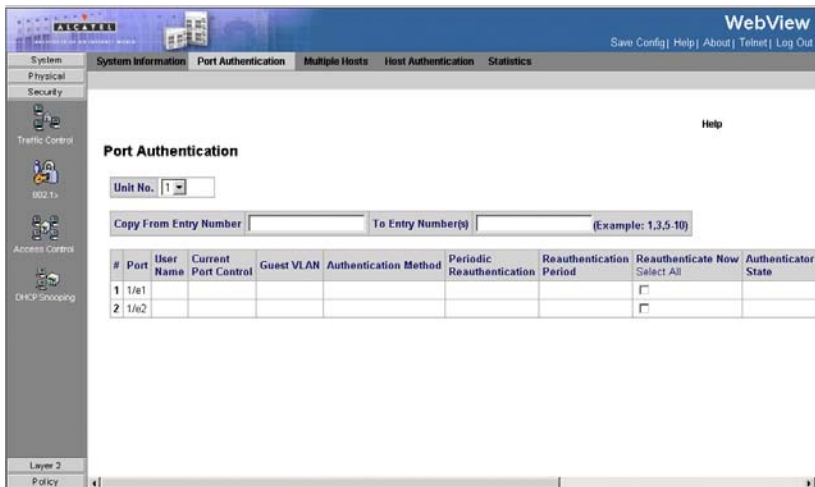 ALCATEL
WebView
Save Config| Help| About| Telnet| Log Out
System
Physical
Security
Traffic Control
802.1x
Access Control
DHCP Snooping
Layer 2
Policy
System Information Port Authentication Multiple Hosts Host Authentication Statistics
Help
Port Authentication
Unit No. 1
Copy From Entry Number To Entry Number(s) (Example: 1,3,5-10)
# Port User Name Current Port Control Guest VLAN Authentication Method Periodic Reauthentication Reauthentication Period Reauthenticate Now Select All Authenticator State
1 1/e1
2 1/e2